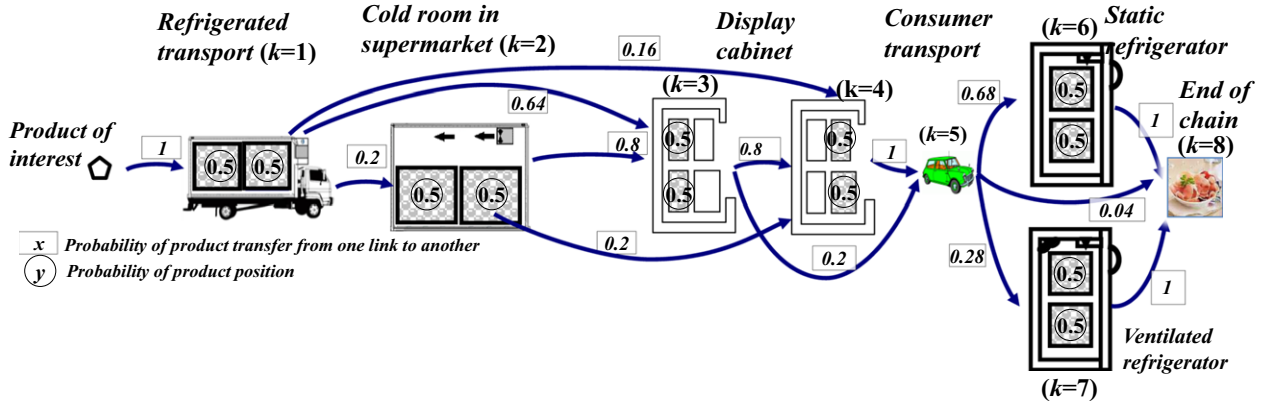 Refrigerated
transport (k=1)
Cold room in
supermarket (k=2)
Display
cabinet
Consumer
transport
(k=6)
Static
refrigerator
0.16
(k=3)
(k=4)
0.64
0.68
0.5
0.5
End of
chain
(k=8)
Product of
interest
1
0.5
0.5
0.2
0.5
0.5
0.8
0.5
0.5
0.8
0.5
0.5
1
(k=5)
1
0.04
0.2
0.2
0.28
x Probability of product transfer from one link to another
y Probability of product position
0.5
0.5
1
Ventilated
refrigerator
(k=7)